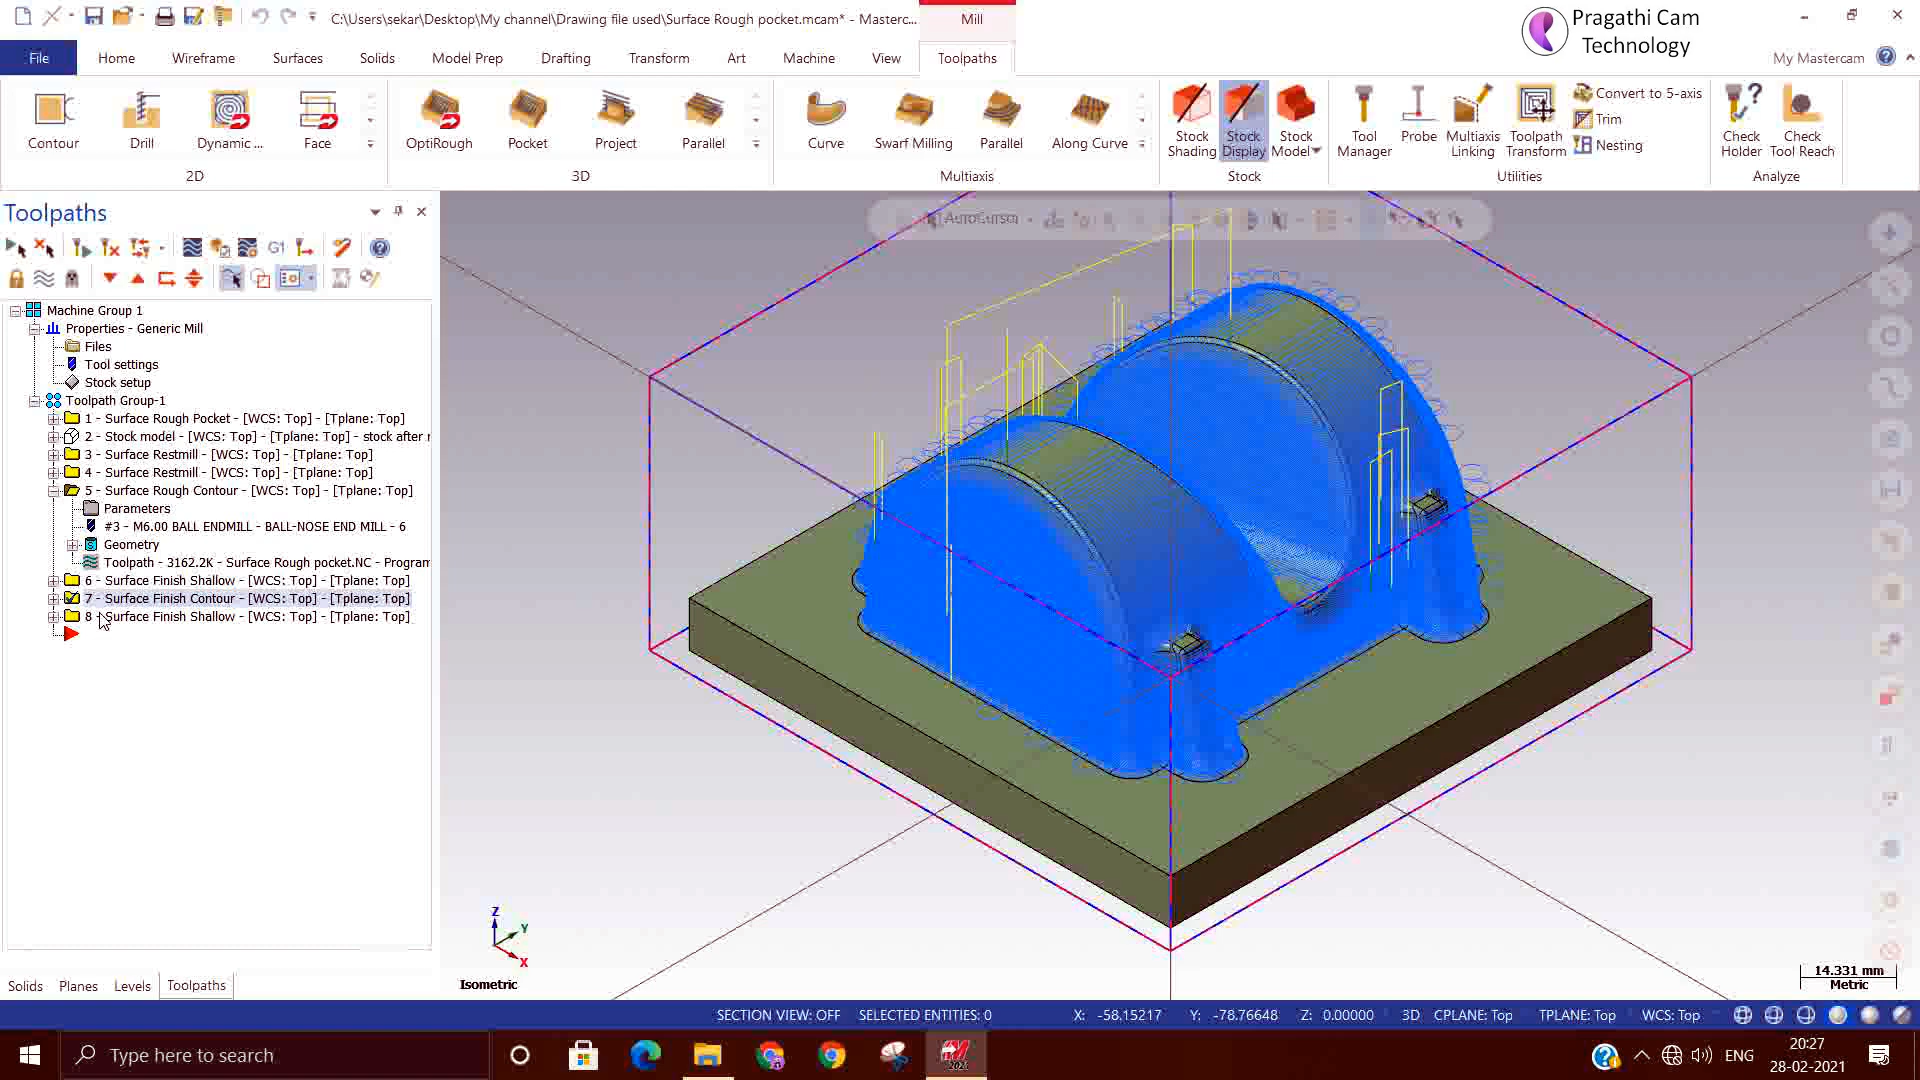 C:\Users\sekar\Desktop\My channel\Drawing file used\Surface Rough pocket.mcam* - Masterc...
Mill
Pragathi Cam
Technology
File
Home
Wireframe
Surfaces
Solids
Model Prep
Drafting
Transform
Art
Machine
View
Toolpaths
My Mastercam
Contour
Drill
Dynamic ...
Face
OptiRough
Pocket
Project
Parallel
Curve
Swarf Milling
Parallel
Along Curve
Stock Shading
Stock Display
Stock Model
Tool Manager
Probe
Multiaxis Linking
Toolpath Transform
Convert to 5-axis
Trim
Nesting
Check Holder
Check Tool Reach
2D
3D
Multiaxis
Stock
Utilities
Analyze
Toolpaths
AutoCursor
G1
Machine Group 1
Properties - Generic Mill
Files
Tool settings
Stock setup
Toolpath Group-1
1 - Surface Rough Pocket - [WCS: Top] - [Tplane: Top]
2 - Stock model - [WCS: Top] - [Tplane: Top] - stock after r
3 - Surface Restmill - [WCS: Top] - [Tplane: Top]
4 - Surface Restmill - [WCS: Top] - [Tplane: Top]
5 - Surface Rough Contour - [WCS: Top] - [Tplane: Top]
Parameters
#3 - M6.00 BALL ENDMILL - BALL-NOSE END MILL - 6
Geometry
Toolpath - 3162.2K - Surface Rough pocket.NC - Program
6 - Surface Finish Shallow - [WCS: Top] - [Tplane: Top]
7 - Surface Finish Contour - [WCS: Top] - [Tplane: Top]
8 - Surface Finish Shallow - [WCS: Top] - [Tplane: Top]
Z
Y
X
Isometric
14.331 mm
Metric
Solids
Planes
Levels
Toolpaths
SECTION VIEW: OFF
SELECTED ENTITIES: 0
X: -58.15217
Y: -78.76648
Z: 0.00000
3D
CPLANE: Top
TPLANE: Top
WCS: Top
Type here to search
2021
ENG
20:27
28-02-2021